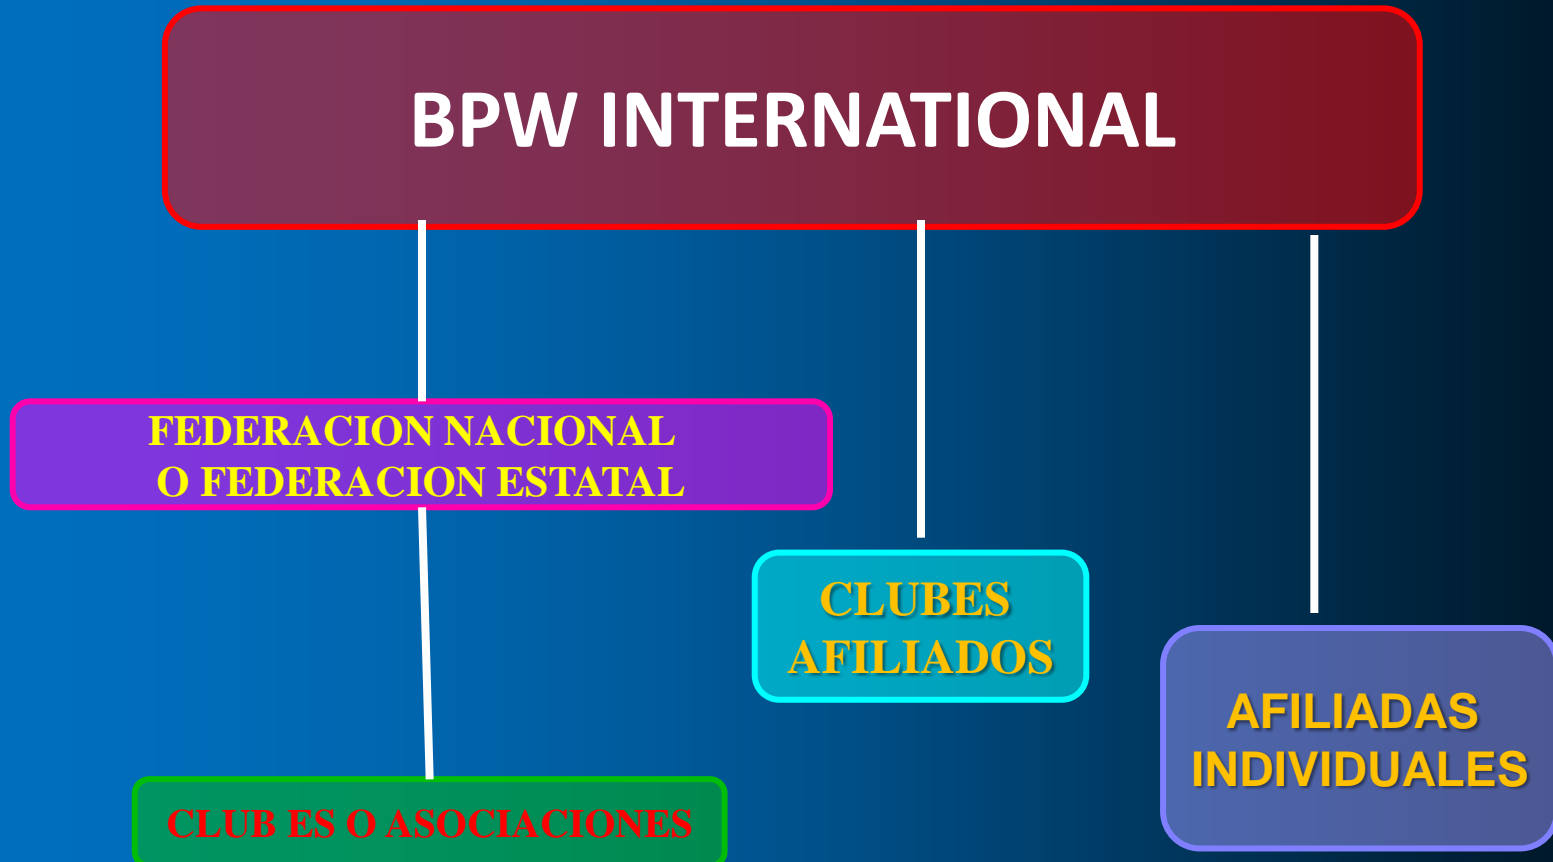 BPW INTERNATIONAL
FEDERACION NACIONAL
O FEDERACION ESTATAL
CLUBES
AFILIADOS
AFILIADAS
INDIVIDUALES
CLUB ES O ASOCIACIONES